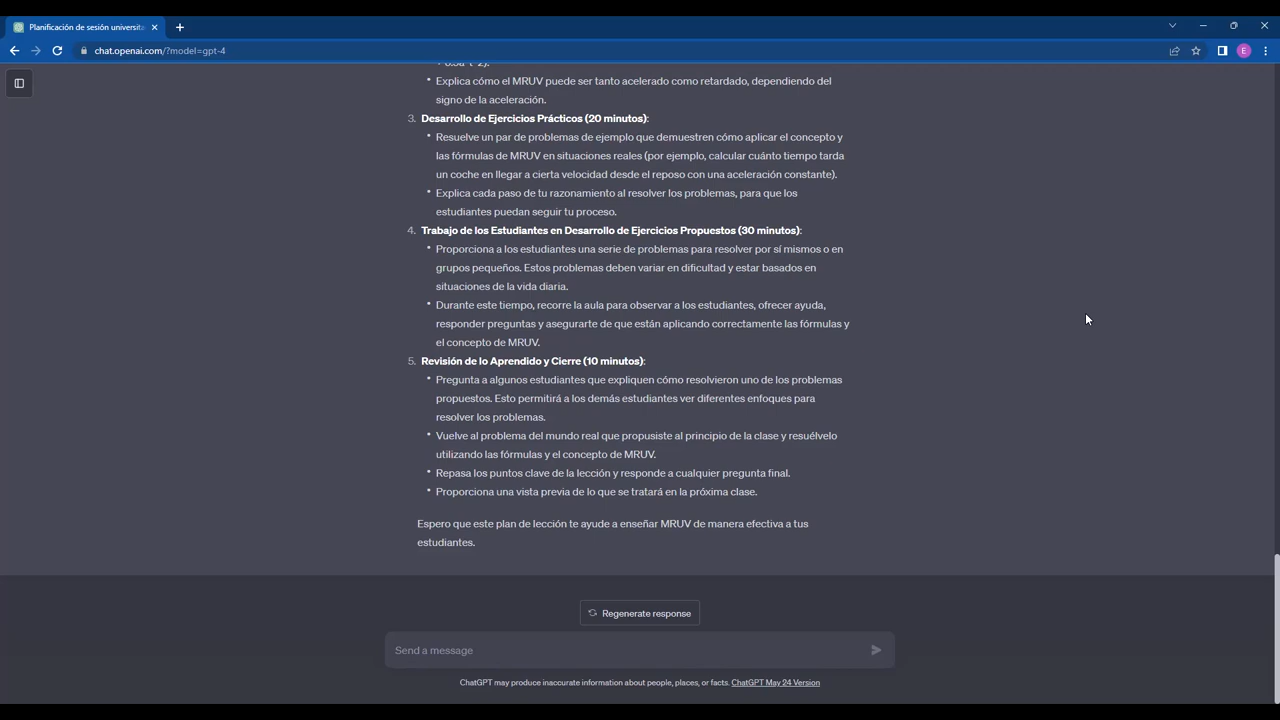 Planificación de sesión universita
chat.openai.com/?model=gpt-4
E
• Explica cómo el MRUV puede ser tanto acelerado como retardado, dependiendo del
signo de la aceleración.
3. Desarrollo de Ejercicios Prácticos (20 minutos):
• Resuelve un par de problemas de ejemplo que demuestren cómo aplicar el concepto y
las fórmulas de MRUV en situaciones reales (por ejemplo, calcular cuánto tiempo tarda
un coche en llegar a cierta velocidad desde el reposo con una aceleración constante).
• Explica cada paso de tu razonamiento al resolver los problemas, para que los
estudiantes puedan seguir tu proceso.
4. Trabajo de los Estudiantes en Desarrollo de Ejercicios Propuestos (30 minutos):
• Proporciona a los estudiantes una serie de problemas para resolver por sí mismos o en
grupos pequeños. Estos problemas deben variar en dificultad y estar basados en
situaciones de la vida diaria.
• Durante este tiempo, recorre la aula para observar a los estudiantes, ofrecer ayuda,
responder preguntas y asegurarte de que están aplicando correctamente las fórmulas y
el concepto de MRUV.
5. Revisión de lo Aprendido y Cierre (10 minutos):
• Pregunta a algunos estudiantes que expliquen cómo resolvieron uno de los problemas
propuestos. Esto permitirá a los demás estudiantes ver diferentes enfoques para
resolver los problemas.
• Vuelve al problema del mundo real que propusiste al principio de la clase y resuélvelo
utilizando las fórmulas y el concepto de MRUV.
• Repasa los puntos clave de la lección y responde a cualquier pregunta final.
• Proporciona una vista previa de lo que se tratará en la próxima clase.
Espero que este plan de lección te ayude a enseñar MRUV de manera efectiva a tus
estudiantes.
Regenerate response
Send a message
ChatGPT may produce inaccurate information about people, places, or facts. ChatGPT May 24 Version